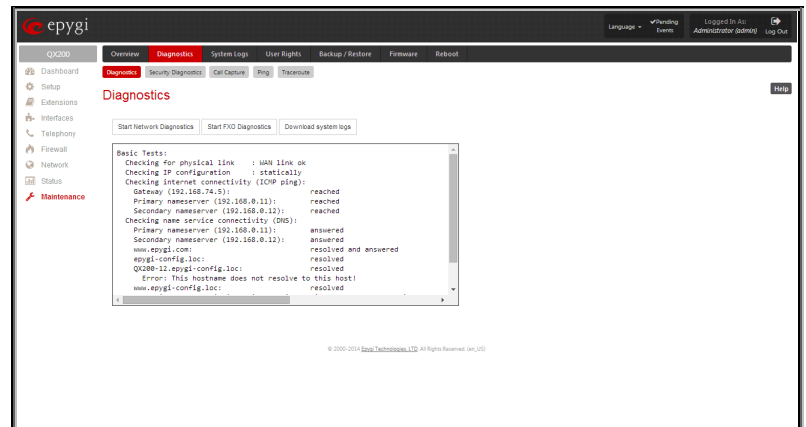 epygi
Language
Pending Events
Logged In As:
Administrator (admin)
Log Out
QX200
Overview Diagnostics System Logs User Rights Backup / Restore Firmware Reboot
Dashboard
Setup
Extensions
Interfaces
Telephony
Firewall
Network
Status
Maintenance
Diagnostics Security Diagnostics Call Capture Ping Traceroute
Help
Diagnostics
Start Network Diagnostics Start FXO Diagnostics Download system logs
Basic Tests:
Checking for physical link : WAN link ok
Checking IP configuration : statically
Checking internet connectivity (ICMP ping):
Gateway (192.168.74.5): reached
Primary nameserver (192.168.0.11): reached
Secondary nameserver (192.168.0.12): reached
Checking name service connectivity (DNS):
Primary nameserver (192.168.0.11): answered
Secondary nameserver (192.168.0.12): answered
www.epygi.com: resolved and answered
epygi-config.loc: resolved
QX200-12.epygi-config.loc: resolved
Error: This hostname does not resolve to this host!
www.epygi-config.loc: resolved
© 2000-2014 Epygi Technologies, LTD. All Rights Reserved. (en_US)